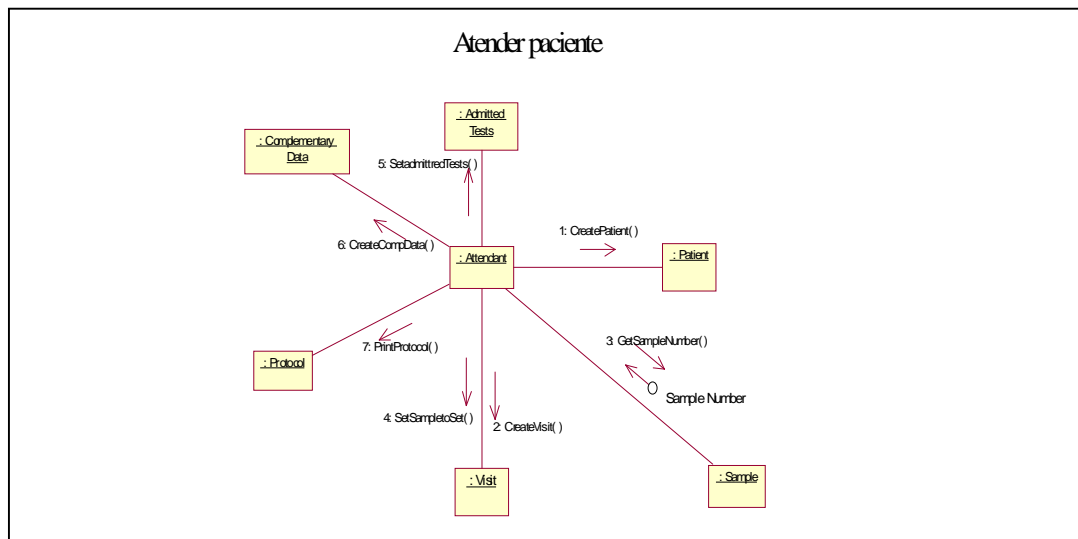 Atender paciente
: Admitted
Tests
: Complementary
Data
5: SetadmittredTests( )
1: CreatePatient( )
6: CreateCompData( )
: Attendant
: Patient
3: GetSampleNumber()
7: PrintProtocol( )
: Protocol
Sample Number
4: SetSampletoSet( )
2: CreateVisit( )
: Visit
: Sample